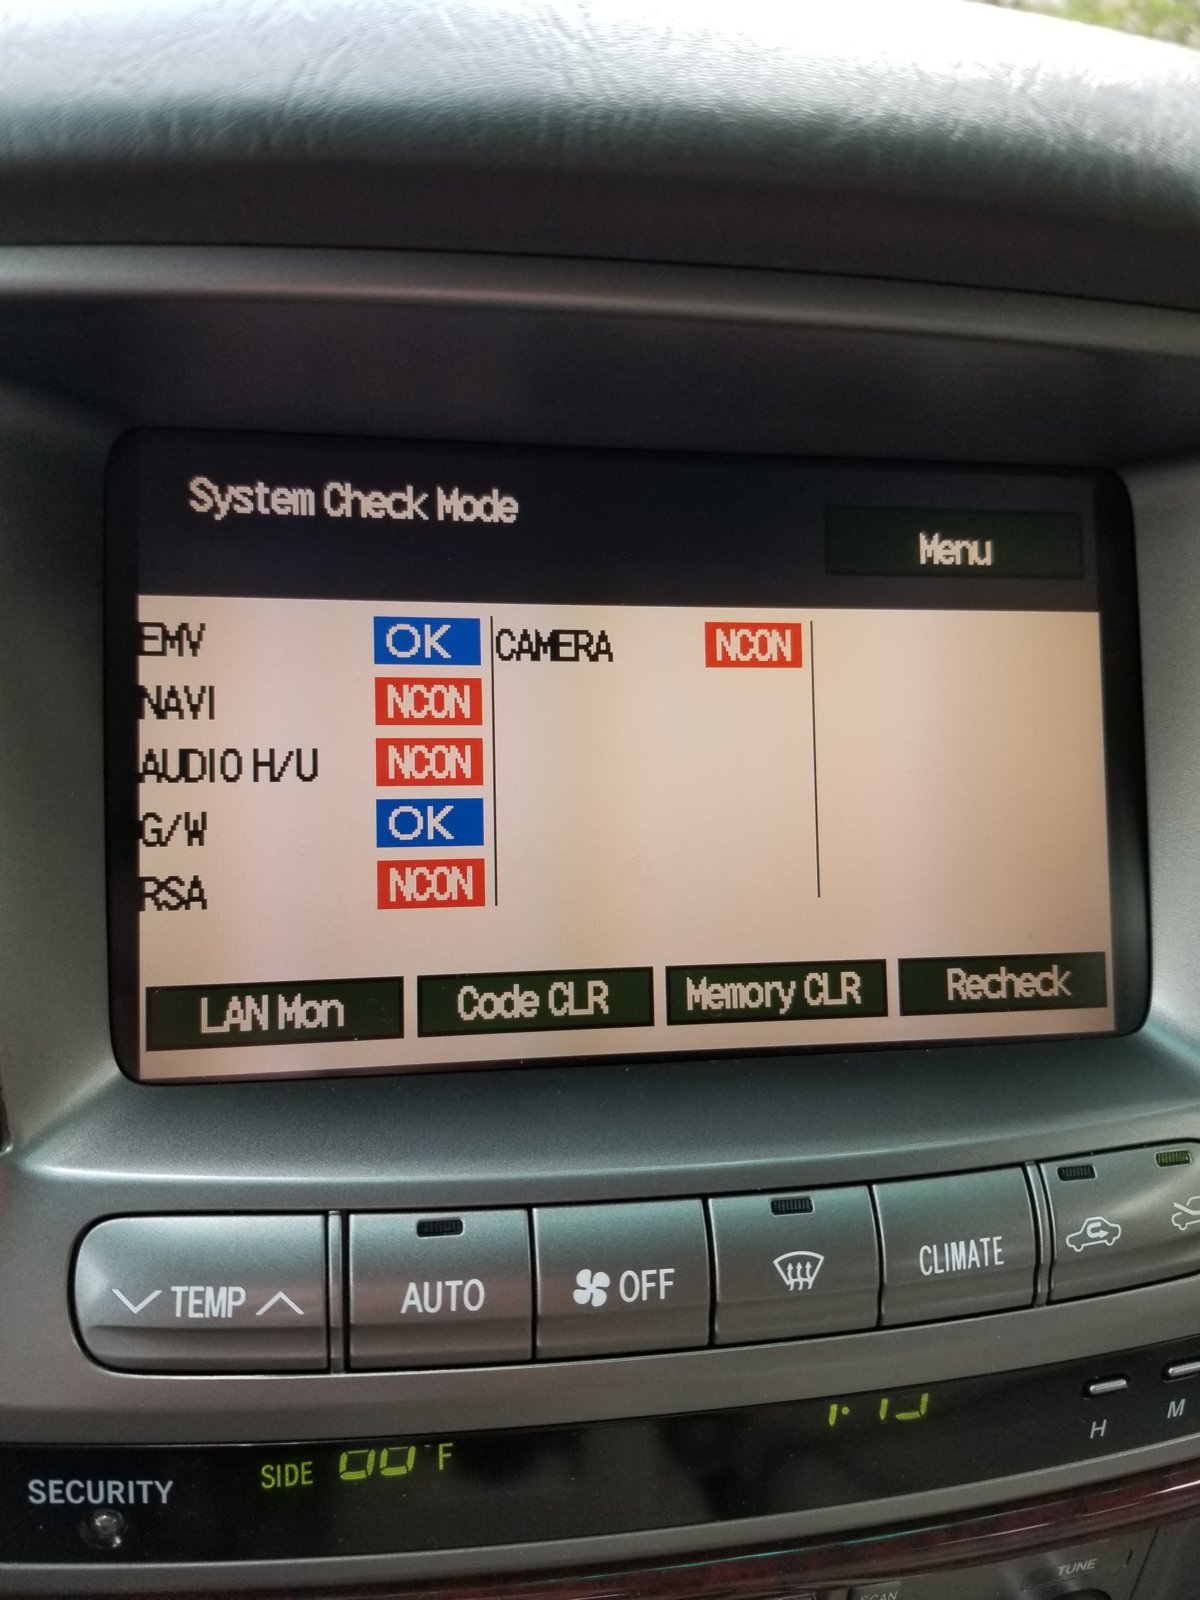 System Check Mode
Menu
EMV OK CAMERA NCON
NAVI NCON
AUDIO H/U NCON
G/W OK
RSA NCON
LAN Mon Code CLR Memory CLR Recheck
TEMP AUTO OFF CLIMATE
H M
SECURITY SIDE °F
SCAN TUNE